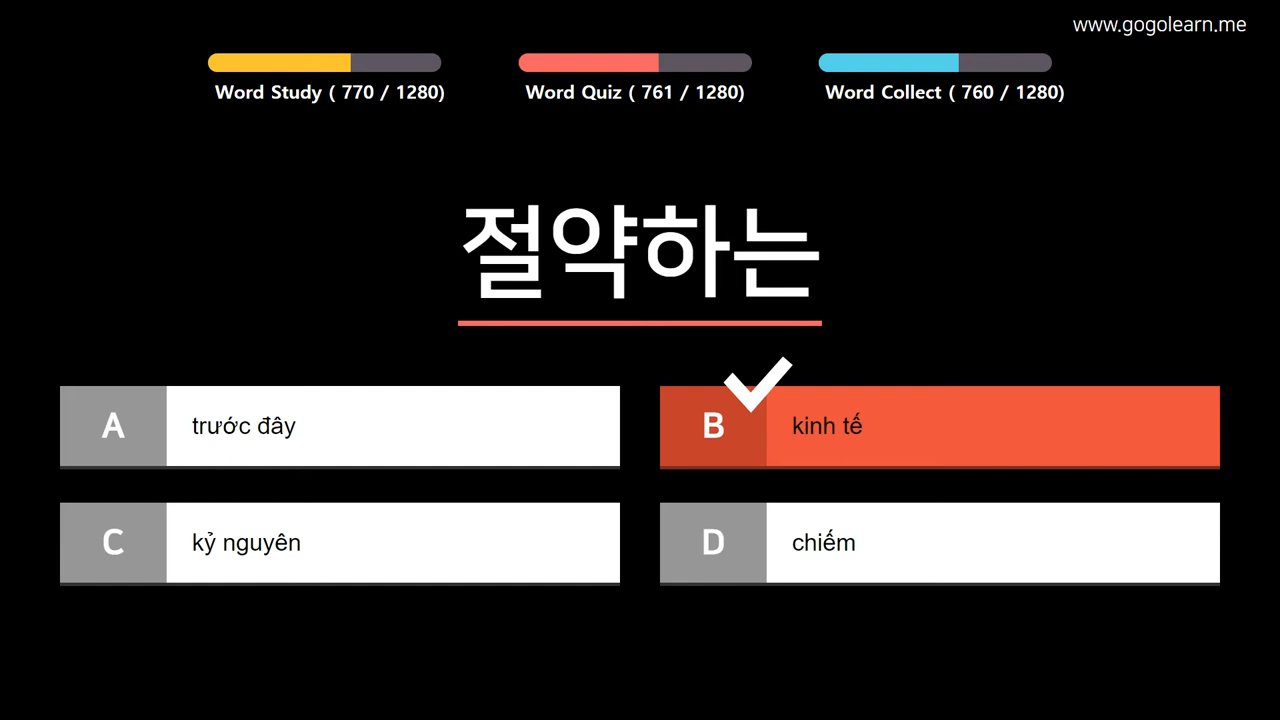 www.gogolearn.me
Word Study ( 770 / 1280)
Word Quiz ( 761 / 1280)
Word Collect ( 760 / 1280)
절약하는
A
trước đây
B
kinh tế
C
kỷ nguyên
D
chiếm